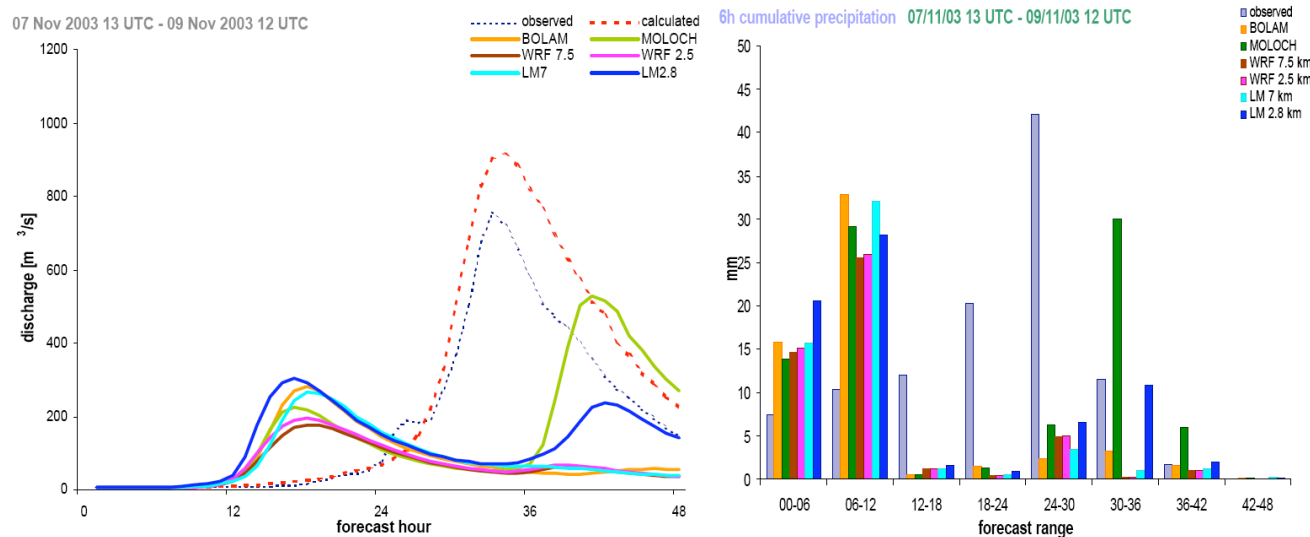 07 Nov 2003 13 UTC - 09 Nov 2003 12 UTC
observed
calculated
BOLAM
MOLOCH
WRF 7.5
WRF 2.5
LM7
LM2.8
1200
1000
800
600
400
200
0
discharge [m³/s]
0
12
24
36
48
forecast hour
6h cumulative precipitation 07/11/03 13 UTC - 09/11/03 12 UTC
observed
BOLAM
MOLOCH
WRF 7.5 km
WRF 2.5 km
LM 7 km
LM 2.8 km
50
45
40
35
30
25
20
15
10
5
0
mm
00-06
06-12
12-18
18-24
24-30
30-36
36-42
42-48
forecast range